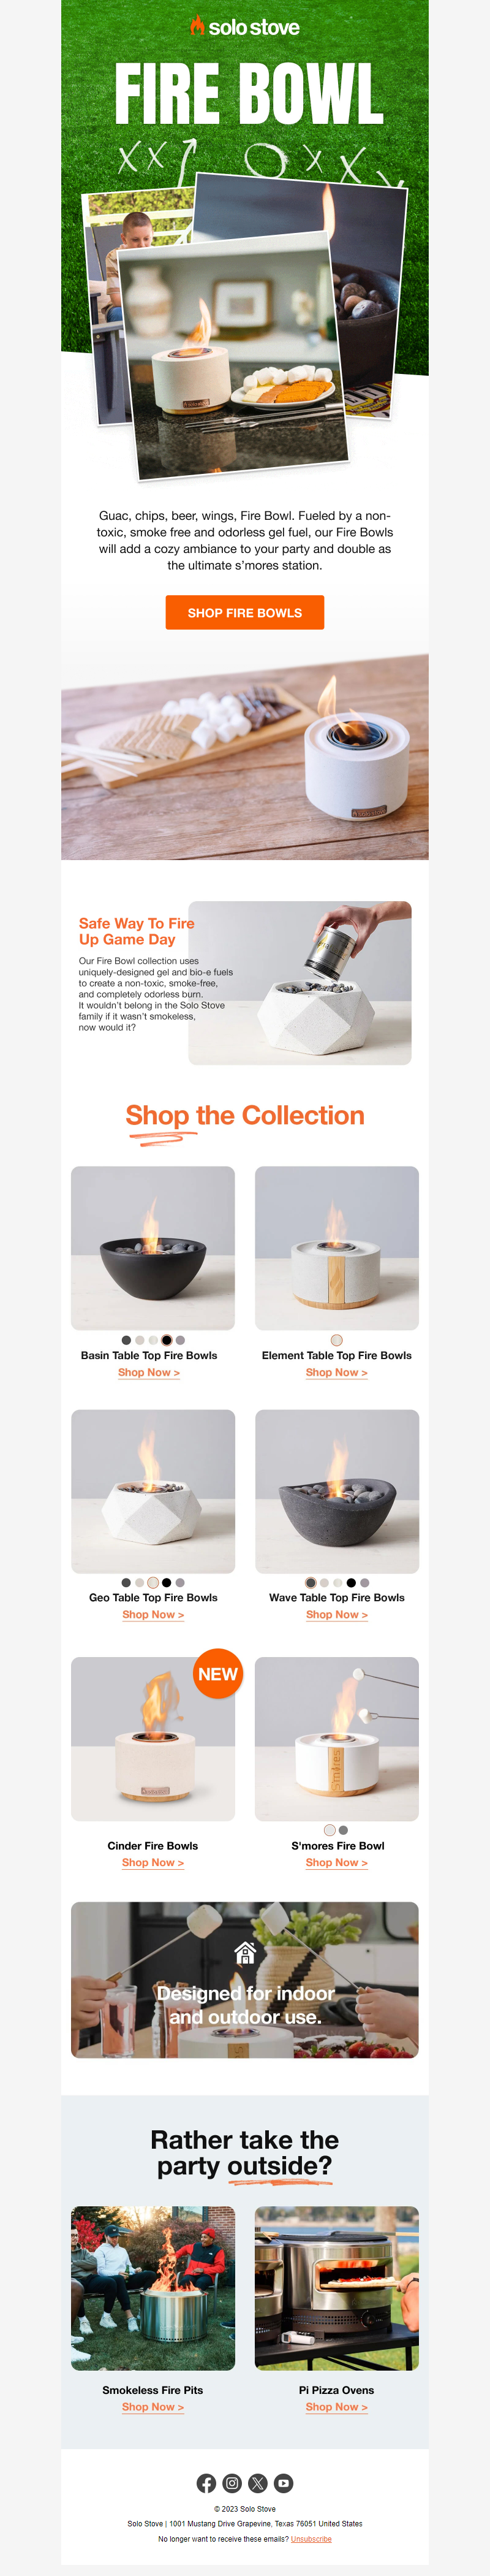 solo stove
FIRE BOWL
Guac, chips, beer, wings, Fire Bowl. Fueled by a non-
toxic, smoke free and odorless gel fuel, our Fire Bowls
will add a cozy ambiance to your party and double as
the ultimate s'mores station.
SHOP FIRE BOWLS
Safe Way To Fire
Up Game Day
Our Fire Bowl collection uses
uniquely-designed gel and bio-e fuels
to create a non-toxic, smoke-free,
and completely odorless burn.
It wouldn't belong in the Solo Stove
family if it wasn't smokeless,
now would it?
Shop the Collection
Basin Table Top Fire Bowls
Shop Now >
Element Table Top Fire Bowls
Shop Now >
Geo Table Top Fire Bowls
Shop Now >
Wave Table Top Fire Bowls
Shop Now >
NEW
Cinder Fire Bowls
Shop Now >
S'mores
S'mores Fire Bowl
Shop Now >
Designed for indoor
and outdoor use.
Rather take the
party outside?
Smokeless Fire Pits
Shop Now >
Pi Pizza Ovens
Shop Now >
© 2023 Solo Stove
Solo Stove | 1001 Mustang Drive Grapevine, Texas 76051 United States
No longer want to receive these emails? Unsubscribe